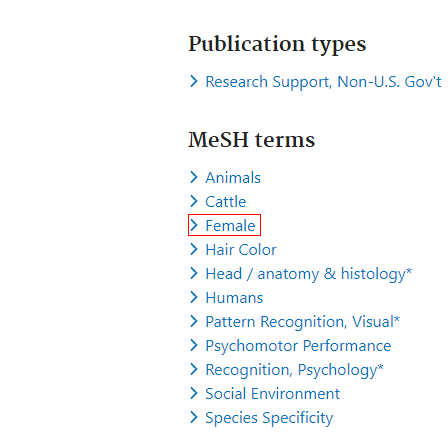 Publication types
Research Support, Non-U.S. Gov't
MeSH terms
Animals
Cattle
Female
Hair Color
Head / anatomy & histology*
Humans
Pattern Recognition, Visual*
Psychomotor Performance
Recognition, Psychology*
Social Environment
Species Specificity